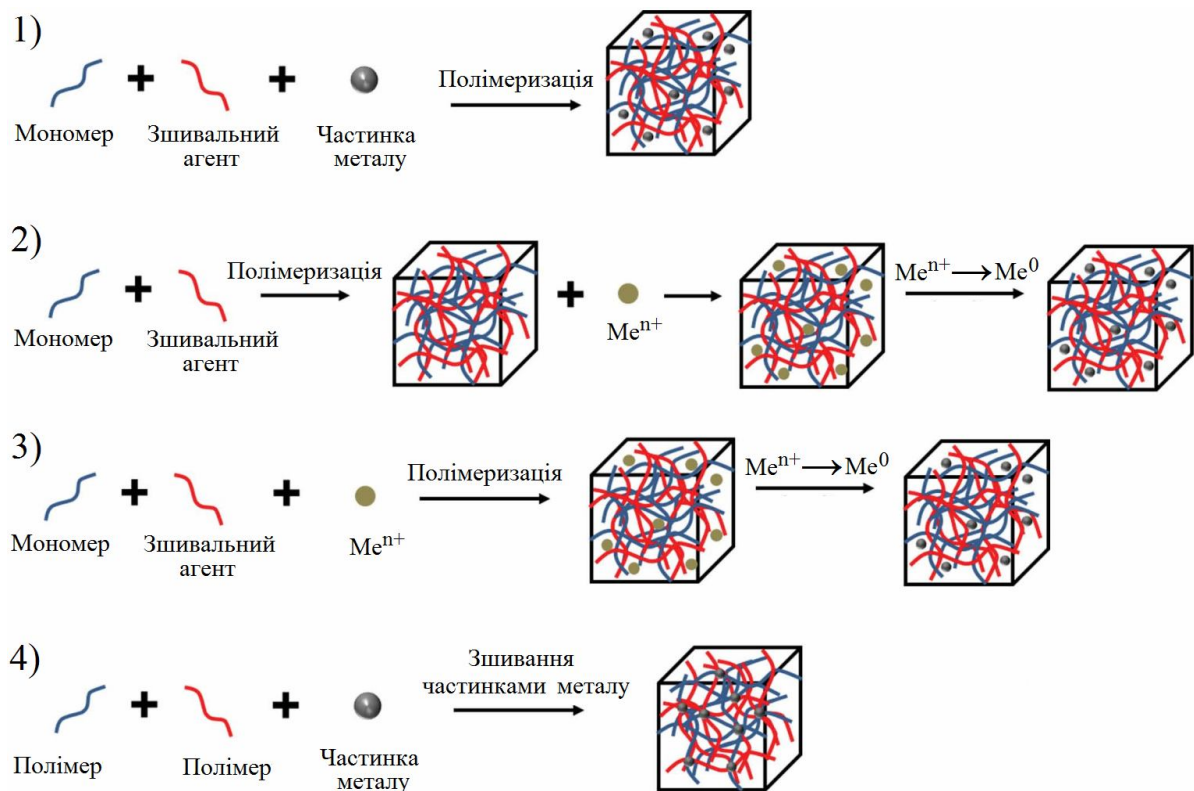 1)
Полімеризація
Мономер
Зшивальний
агент
Частинка
металу
2)
Полімеризація
Meⁿ⁺ → Me⁰
Мономер
Зшивальний
агент
Meⁿ⁺
3)
Полімеризація
Meⁿ⁺ → Me⁰
Мономер
Зшивальний
агент
Meⁿ⁺
4)
Зшивання
частинками металу
Полімер
Полімер
Частинка
металу